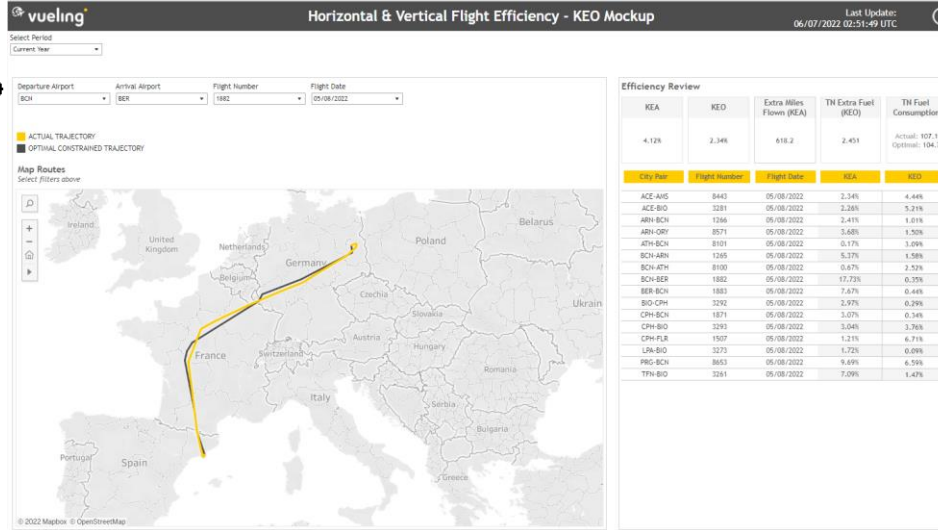 vueling
Horizontal & Vertical Flight Efficiency - KEO Mockup
Last Update:
06/07/2022 02:51:49 UTC
Select Period
Current Year
Departure Airport Arrival Airport Flight Number Flight Date
BCN BER 1882 05/08/2022
ACTUAL TRAJECTORY
OPTIMAL CONSTRAINED TRAJECTORY
Map Routes
Select filters above
Ireland
United Kingdom
Netherlands
Belgium
Germany
Poland
Belarus
Czechia
Slovakia
Ukrain
France
Switzerland
Austria
Hungary
Romania
Italy
Serbia
Bulgaria
Portugal
Spain
Greece
© 2022 Mapbox © OpenStreetMap
Efficiency Review
KEA KEO Extra Miles Flown (KEA) TN Extra Fuel (KEO) TN Fuel Consumption
4.12% 2.34% 618.2 2.451 Actual: 107.1
Optimal: 104.
City Pair Flight Number Flight Date KEA KEO
ACE-AMS 8443 05/08/2022 2.34% 4.44%
ACE-BIO 3281 05/08/2022 2.26% 5.21%
ARN-BCN 1266 05/08/2022 2.41% 1.01%
ARN-ORY 8571 05/08/2022 3.68% 1.50%
ATH-BCN 8101 05/08/2022 0.17% 3.09%
BCN-ARN 1265 05/08/2022 5.37% 1.58%
BCN-ATH 8100 05/08/2022 0.67% 2.52%
BCN-BER 1882 05/08/2022 17.73% 0.35%
BER-BCN 1883 05/08/2022 7.67% 0.44%
BIO-CPH 3292 05/08/2022 2.97% 0.29%
CPH-BCN 1871 05/08/2022 3.07% 0.34%
CPH-BIO 3293 05/08/2022 3.04% 3.76%
CPH-FLR 1507 05/08/2022 1.21% 6.71%
LPA-BIO 3273 05/08/2022 1.72% 0.09%
PRG-BCN 8653 05/08/2022 9.69% 6.59%
TFN-BIO 3261 05/08/2022 7.09% 1.47%